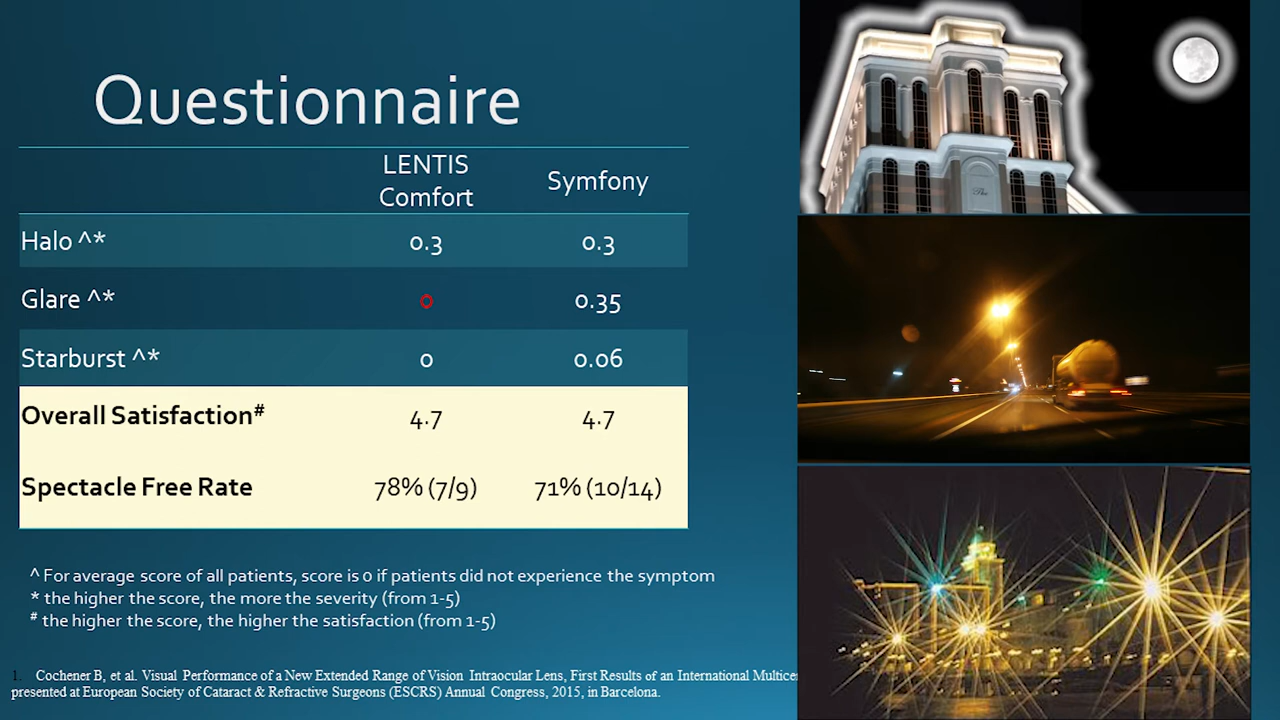 Questionnaire
LENTIS Comfort Symfony
Halo ^* 0.3 0.3
Glare ^* 0 0.35
Starburst ^* 0 0.06
Overall Satisfaction# 4.7 4.7
Spectacle Free Rate 78% (7/9) 71% (10/14)
^ For average score of all patients, score is 0 if patients did not experience the symptom
* the higher the score, the more the severity (from 1-5)
# the higher the score, the higher the satisfaction (from 1-5)
1. Cochener B, et al. Visual Performance of a New Extended Range of Vision Intraocular Lens, First Results of an International
presented at European Society of Cataract & Refractive Surgeons (ESCRS) Annual Congress, 2015, in Barcelona.